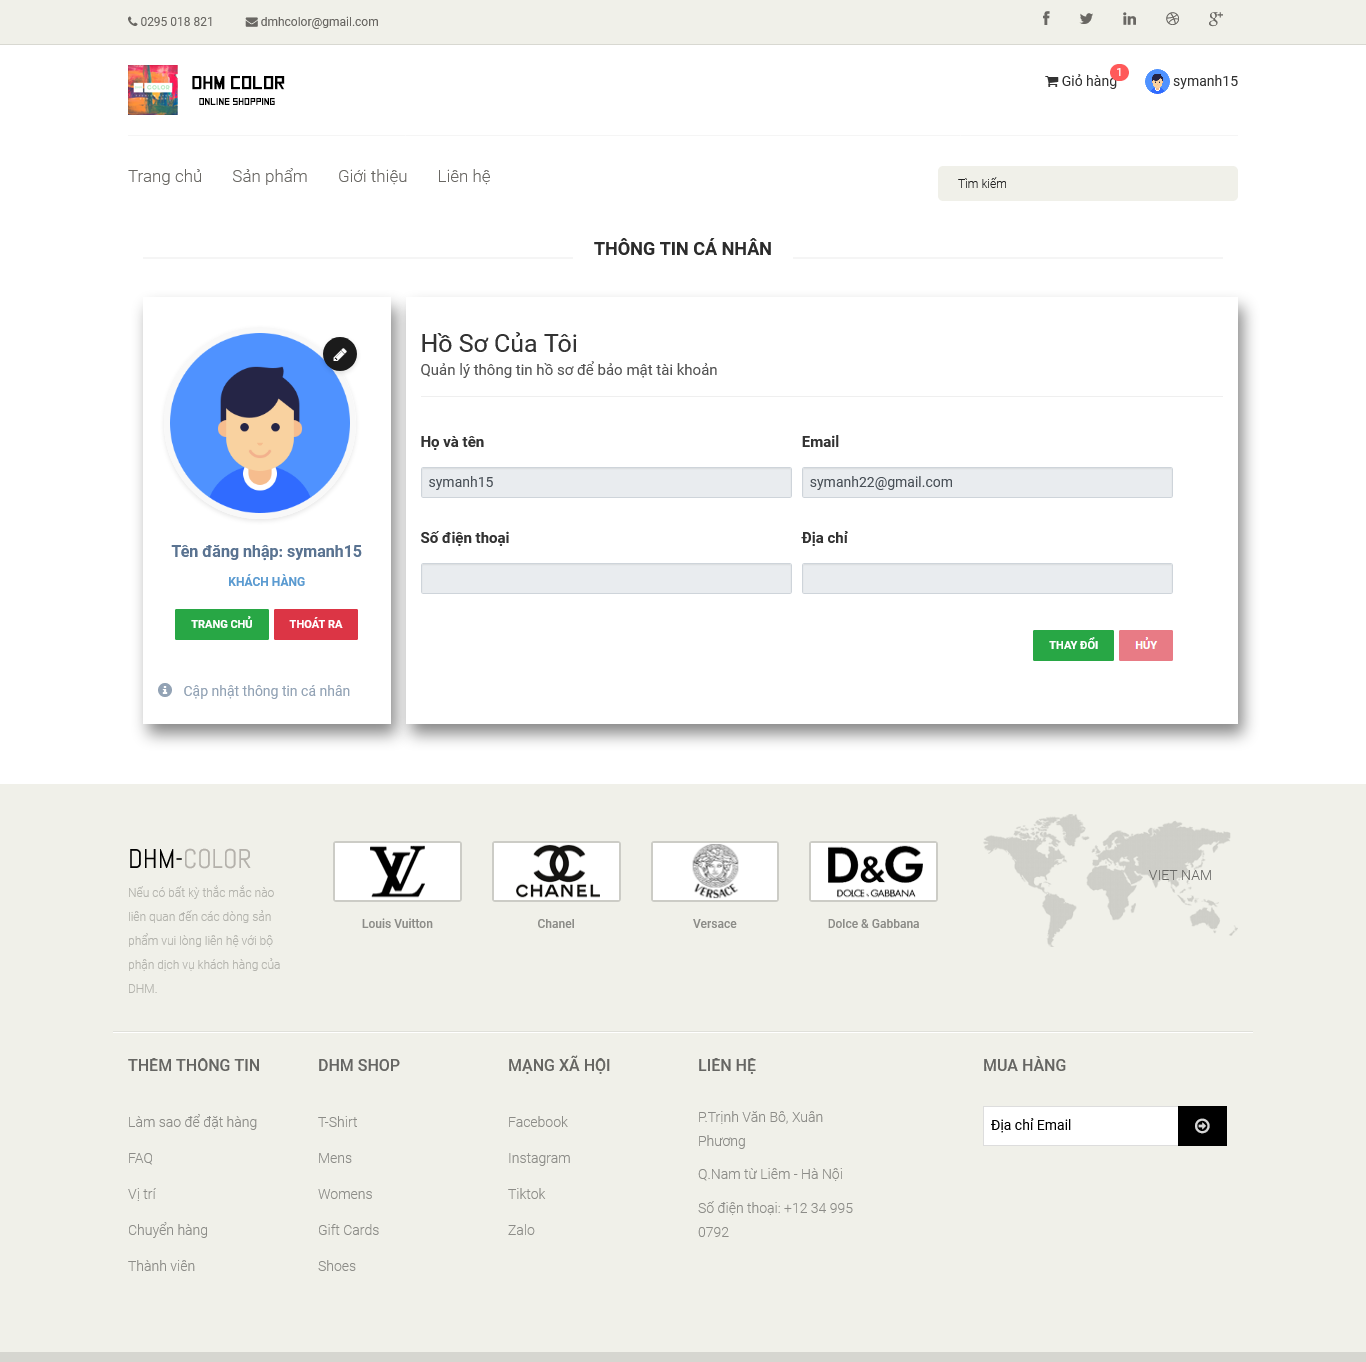 0295 018 821
dmhcolor@gmail.com
DHM COLOR
ONLINE SHOPPING
Giỏ hàng
1
symanh15
Trang chủ
Sản phẩm
Giới thiệu
Liên hệ
Tìm kiếm
THÔNG TIN CÁ NHÂN
Tên đăng nhập: symanh15
KHÁCH HÀNG
TRANG CHỦ
THOÁT RA
Cập nhật thông tin cá nhân
Hồ Sơ Của Tôi
Quản lý thông tin hồ sơ để bảo mật tài khoản
Họ và tên
Email
symanh15
symanh22@gmail.com
Số điện thoại
Địa chỉ
THAY ĐỔI
HỦY
DHM-COLOR
Nếu có bất kỳ thắc mắc nào
liên quan đến các dòng sản
phẩm vui lòng liên hệ với bộ
phận dịch vụ khách hàng của
DHM.
LV
Louis Vuitton
CHANEL
Chanel
VERSACE
Versace
D&G
DOLCE & GABBANA
Dolce & Gabbana
VIET NAM
THÊM THÔNG TIN
Làm sao để đặt hàng
FAQ
Vị trí
Chuyển hàng
Thành viên
DHM SHOP
T-Shirt
Mens
Womens
Gift Cards
Shoes
MẠNG XÃ HỘI
Facebook
Instagram
Tiktok
Zalo
LIÊN HỆ
P.Trịnh Văn Bô, Xuân
Phương
Q.Nam từ Liêm - Hà Nội
Số điện thoại: +12 34 995
0792
MUA HÀNG
Địa chỉ Email